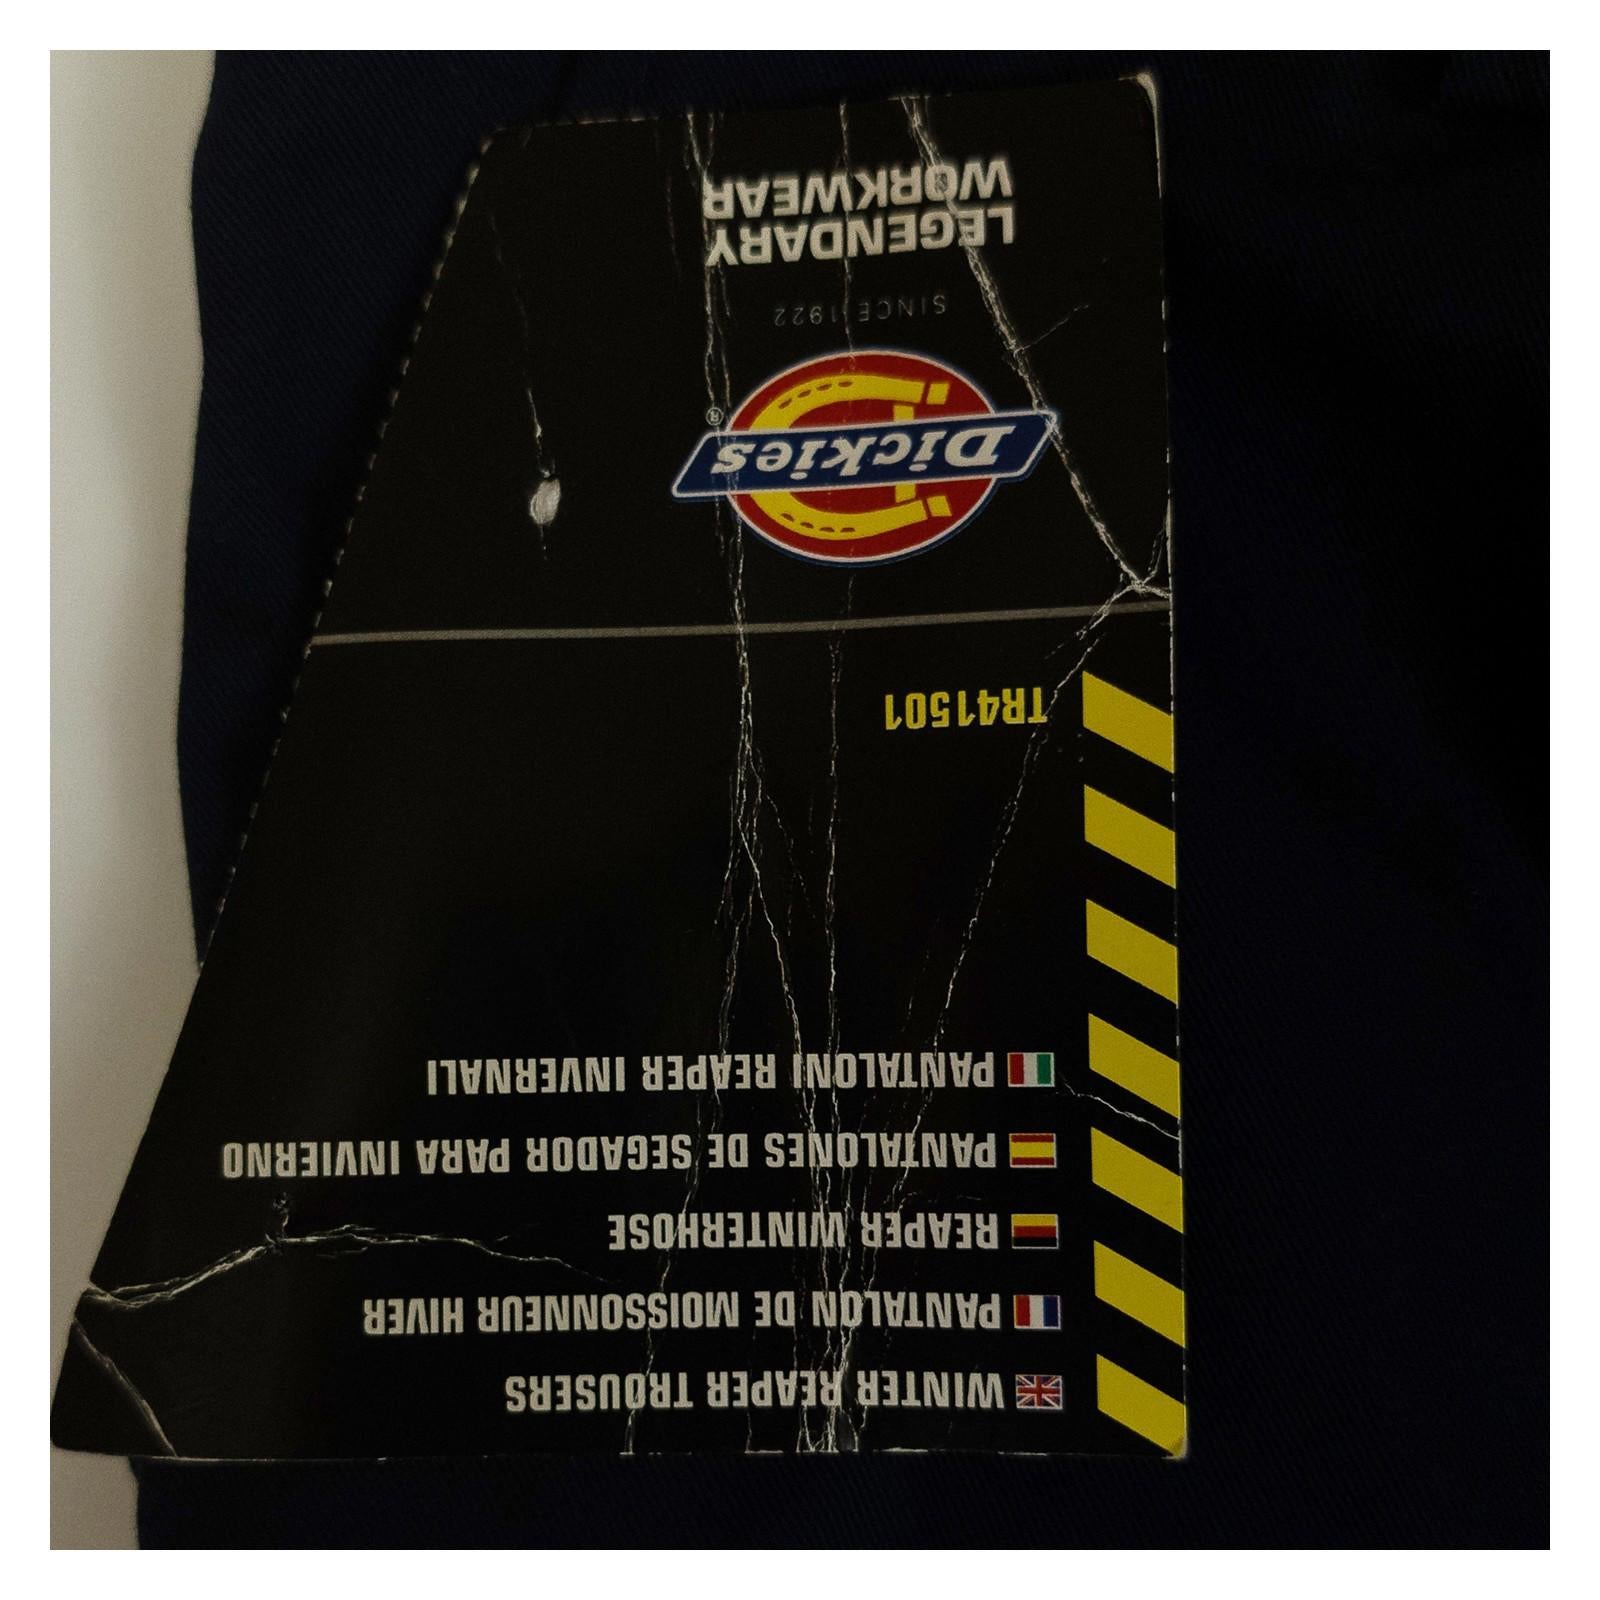 WINTER REAPER TROUSERS
PANTALON DE MOISSONNEUR HIVER
REAPER WINTERHOSE
PANTALONES DE SEGADOR PARA INVIERNO
PANTALONI REAPER INVERNALI
TR41501
Dickies®
SINCE 1922
LEGENDARY
WORKWEAR